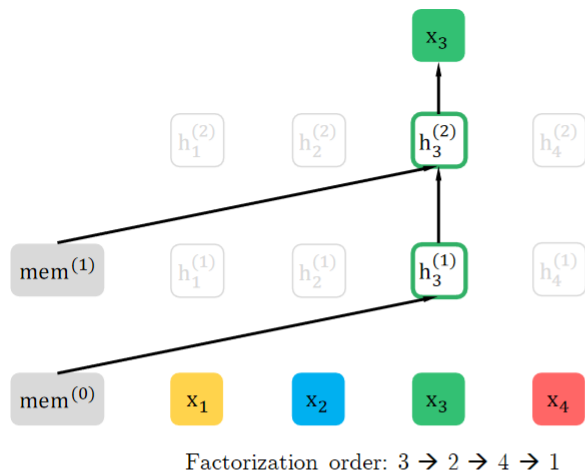 x₃
h₁⁽²⁾ h₂⁽²⁾ h₃⁽²⁾ h₄⁽²⁾
mem⁽¹⁾ h₁⁽¹⁾ h₂⁽¹⁾ h₃⁽¹⁾ h₄⁽¹⁾
mem⁽⁰⁾ x₁ x₂ x₃ x₄
Factorization order: 3 → 2 → 4 → 1